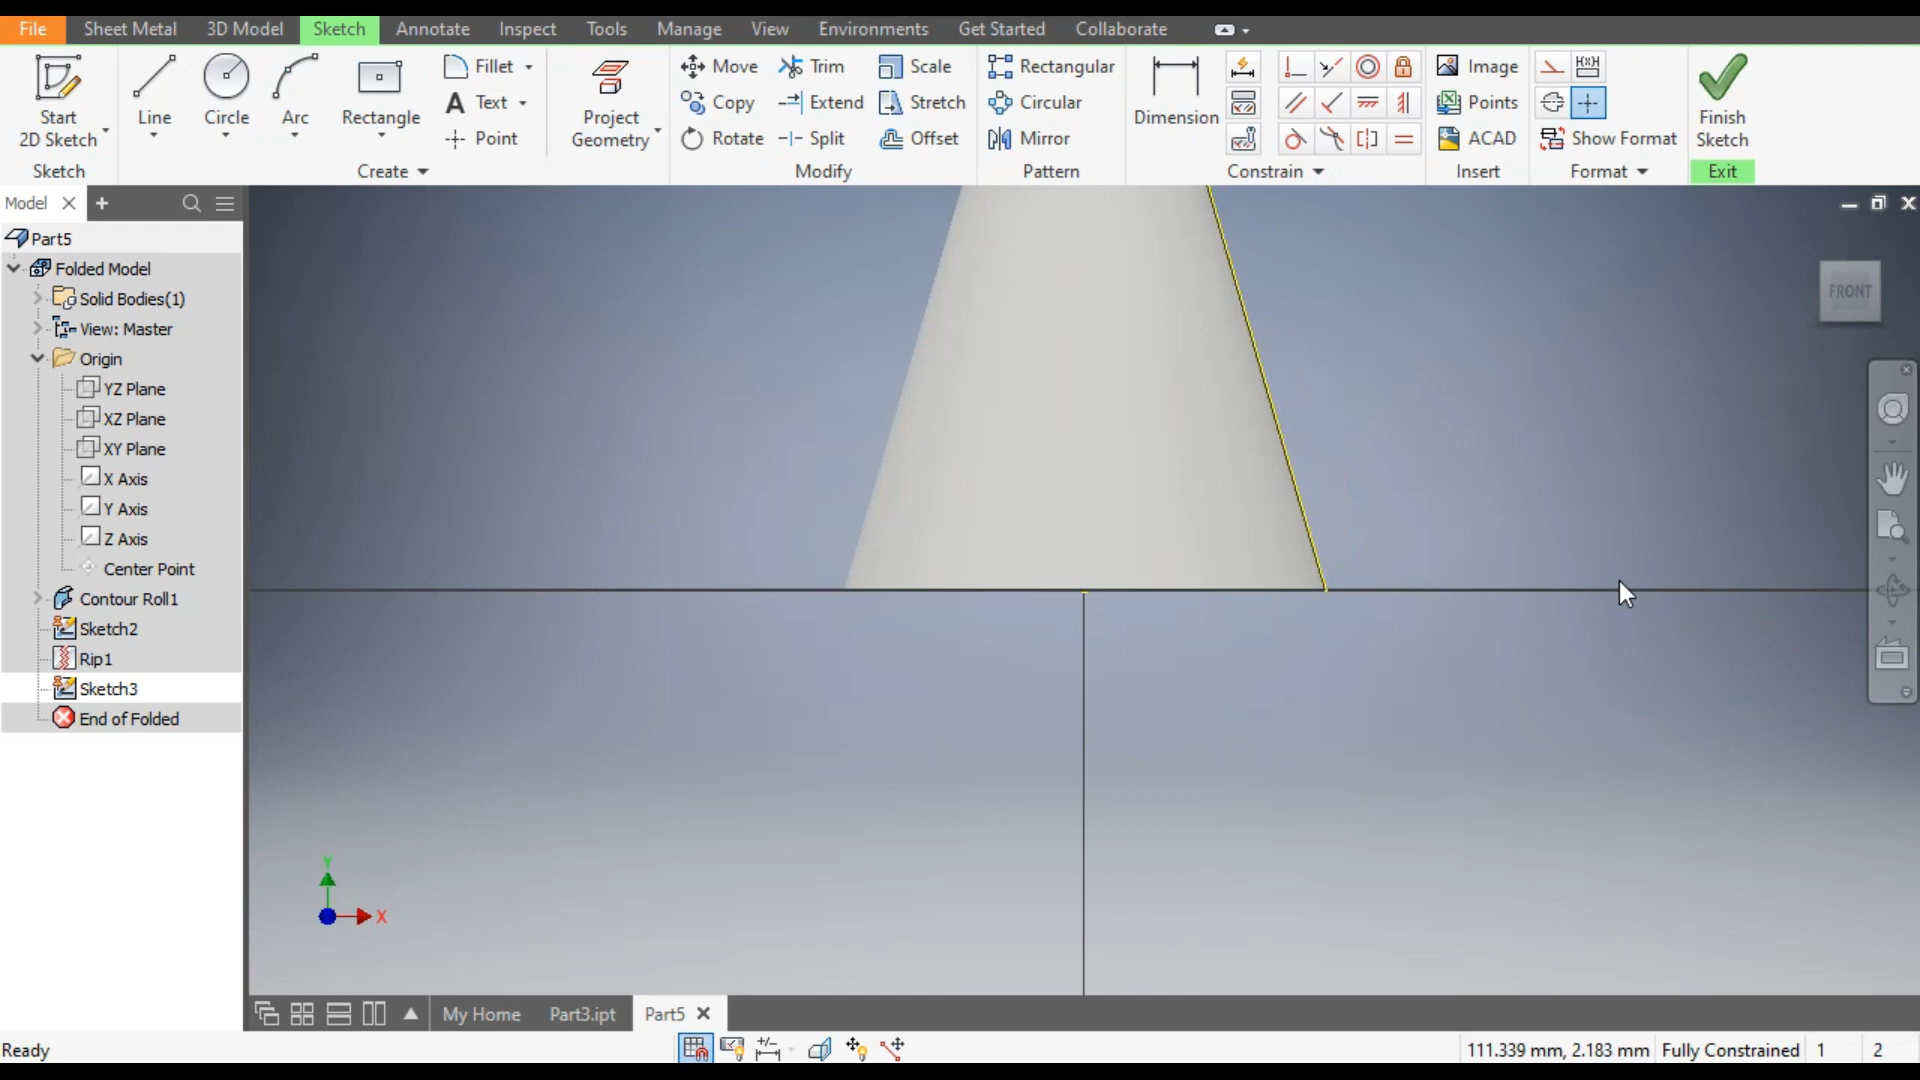 File Sheet Metal 3D Model Sketch Annotate Inspect Tools Manage View Environments Get Started Collaborate
Start
2D Sketch
Line
Circle
Arc
Rectangle
Fillet
Text
Point
Project
Geometry
Move
Copy
Rotate
Trim
Extend
Split
Scale
Stretch
Offset
Rectangular
Circular
Mirror
Dimension
Image
Points
ACAD
Show Format
Finish
Sketch
Sketch Create Modify Pattern Constrain Insert Format Exit
Model
Part5
Folded Model
Solid Bodies(1)
View: Master
Origin
YZ Plane
XZ Plane
XY Plane
X Axis
Y Axis
Z Axis
Center Point
Contour Roll1
Sketch2
Rip1
Sketch3
End of Folded
FRONT
Y
X
My Home Part3.ipt Part5
Ready
111.339 mm, 2.183 mm Fully Constrained 1 2